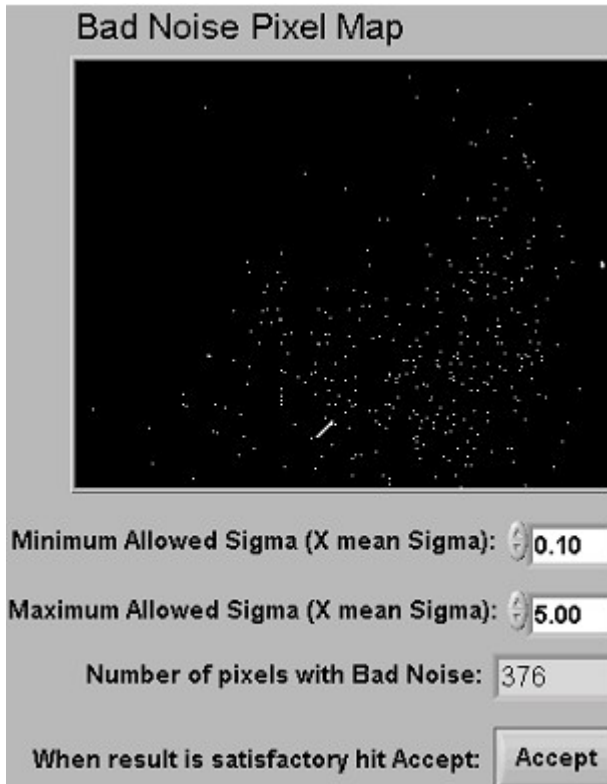 Bad Noise Pixel Map
Minimum Allowed Sigma (X mean Sigma): 0.10
Maximum Allowed Sigma (X mean Sigma): 5.00
Number of pixels with Bad Noise: 376
When result is satisfactory hit Accept: Accept